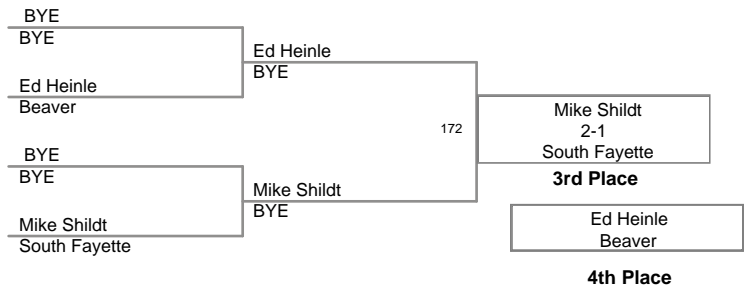 BYE
BYE
Ed Heinle
BYE
Ed Heinle
Beaver
172
Mike Shildt
2-1
South Fayette
3rd Place
BYE
BYE
Mike Shildt
BYE
Mike Shildt
South Fayette
Ed Heinle
Beaver
4th Place